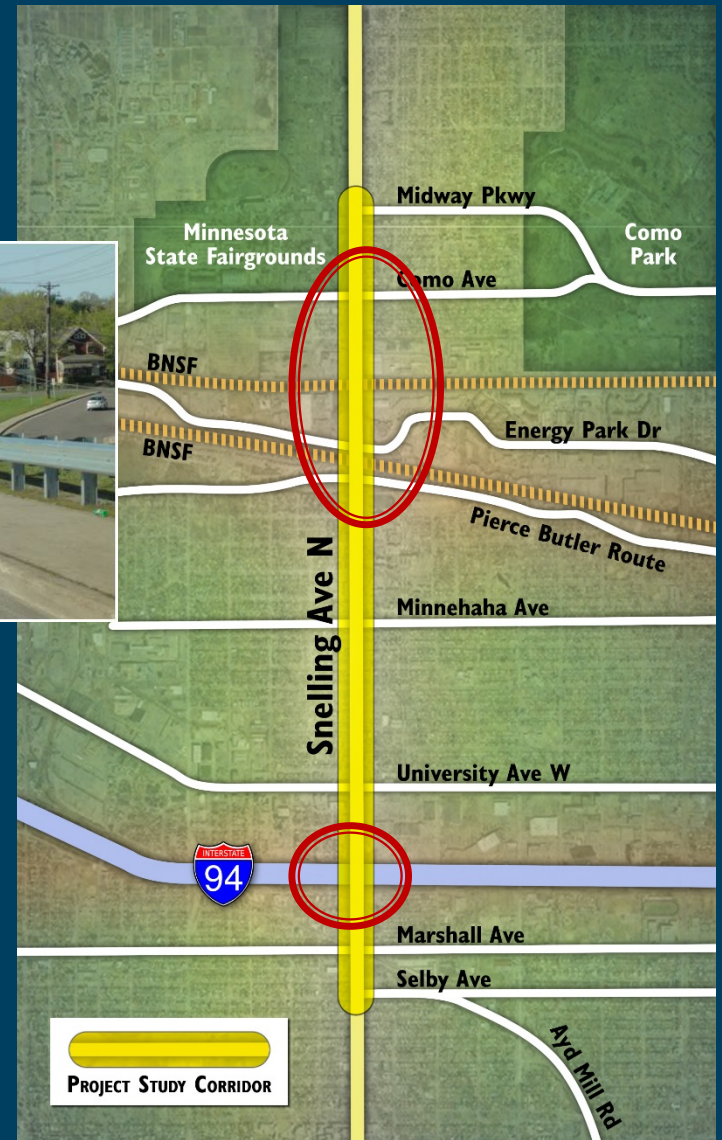 Midway Pkwy
Minnesota
State Fairgrounds
Como
Park
Como Ave
BNSF
Energy Park Dr
BNSF
Pierce Butler Route
Snelling Ave N
Minnehaha Ave
University Ave W
INTERSTATE
94
Marshall Ave
Selby Ave
Ayd Mill Rd
PROJECT STUDY CORRIDOR